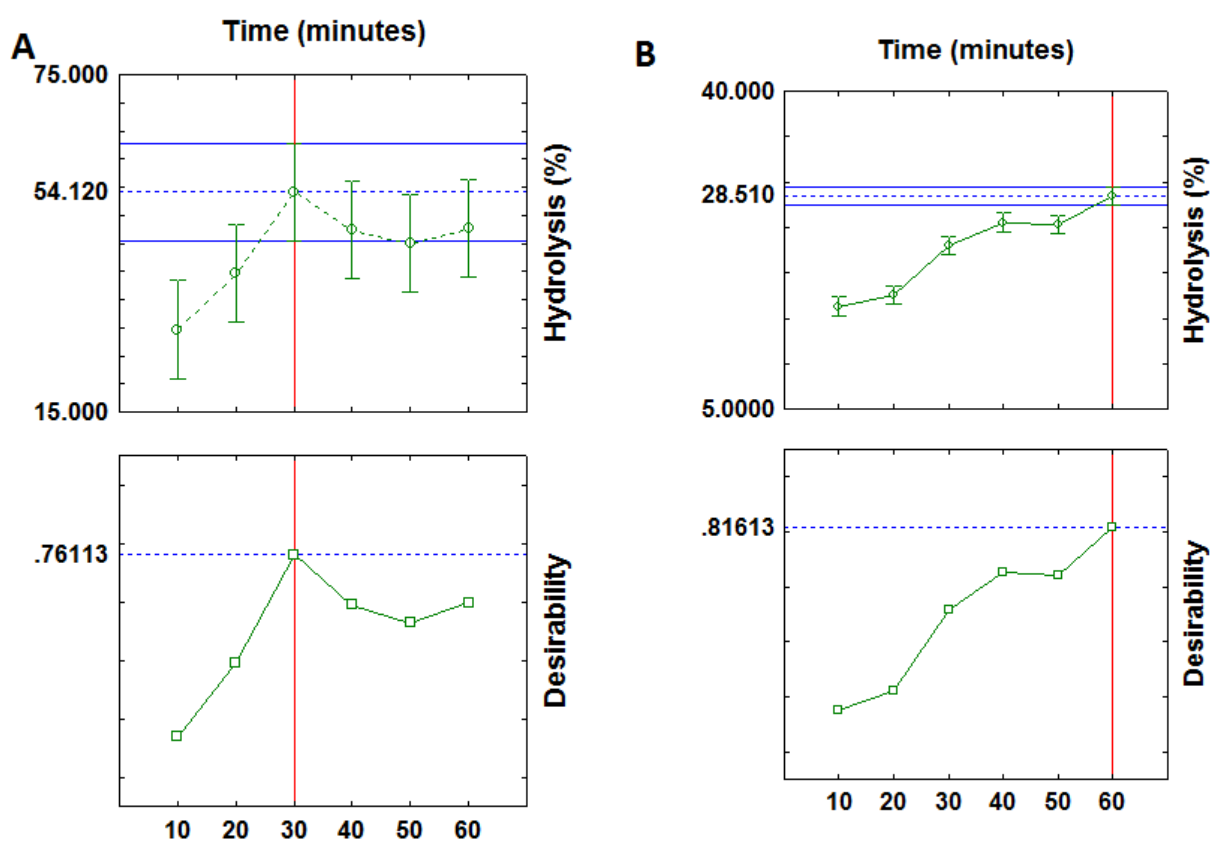 A
Time (minutes)
75.000
54.120
15.000
Hydrolysis (%)
.76113
Desirability
10 20 30 40 50 60
B
Time (minutes)
40.000
28.510
5.0000
Hydrolysis (%)
.81613
Desirability
10 20 30 40 50 60